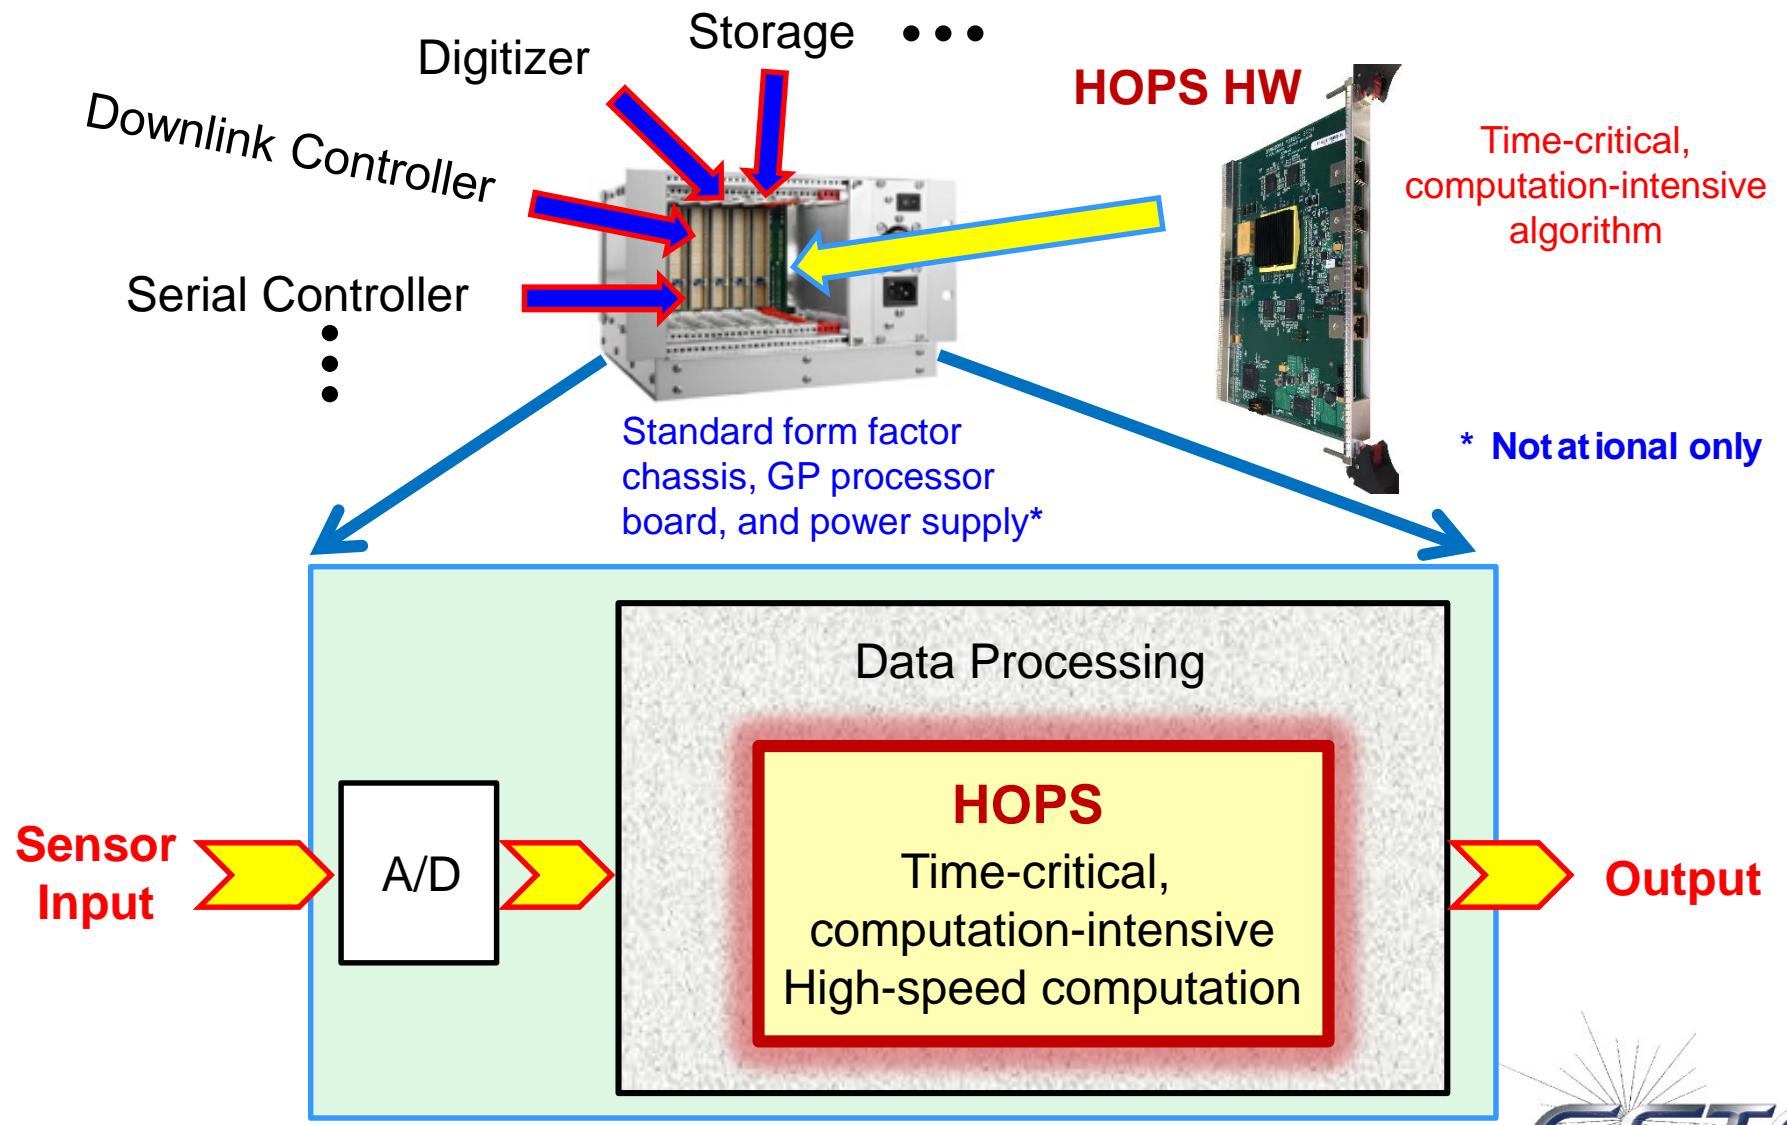 Storage • • •
Digitizer
HOPS HW
Downlink Controller
Time-critical,
computation-intensive
algorithm
Serial Controller
Standard form factor
chassis, GP processor
board, and power supply*
* Notational only
Data Processing
HOPS
Time-critical,
computation-intensive
High-speed computation
Sensor
Input
A/D
Output